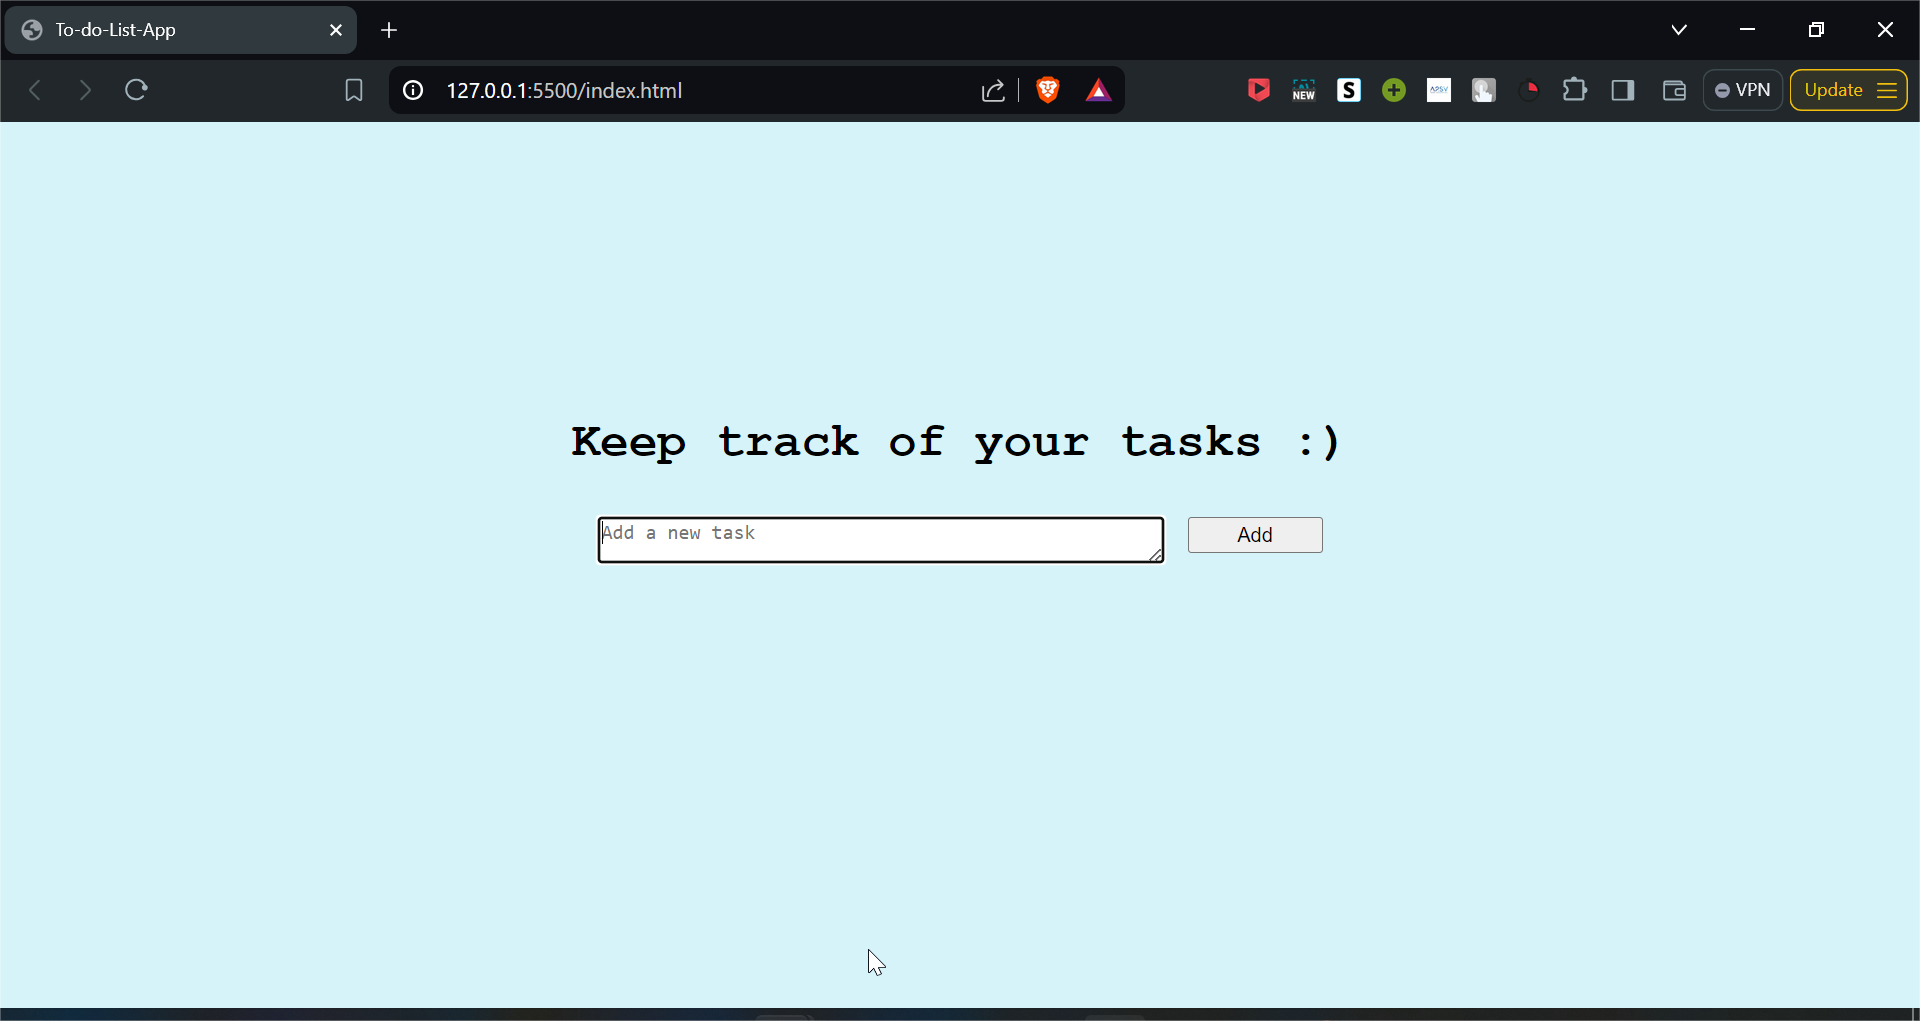 To-do-List-App
127.0.0.1:5500/index.html
NEW
S
APSV
VPN
Update
Keep track of your tasks :)
Add a new task
Add